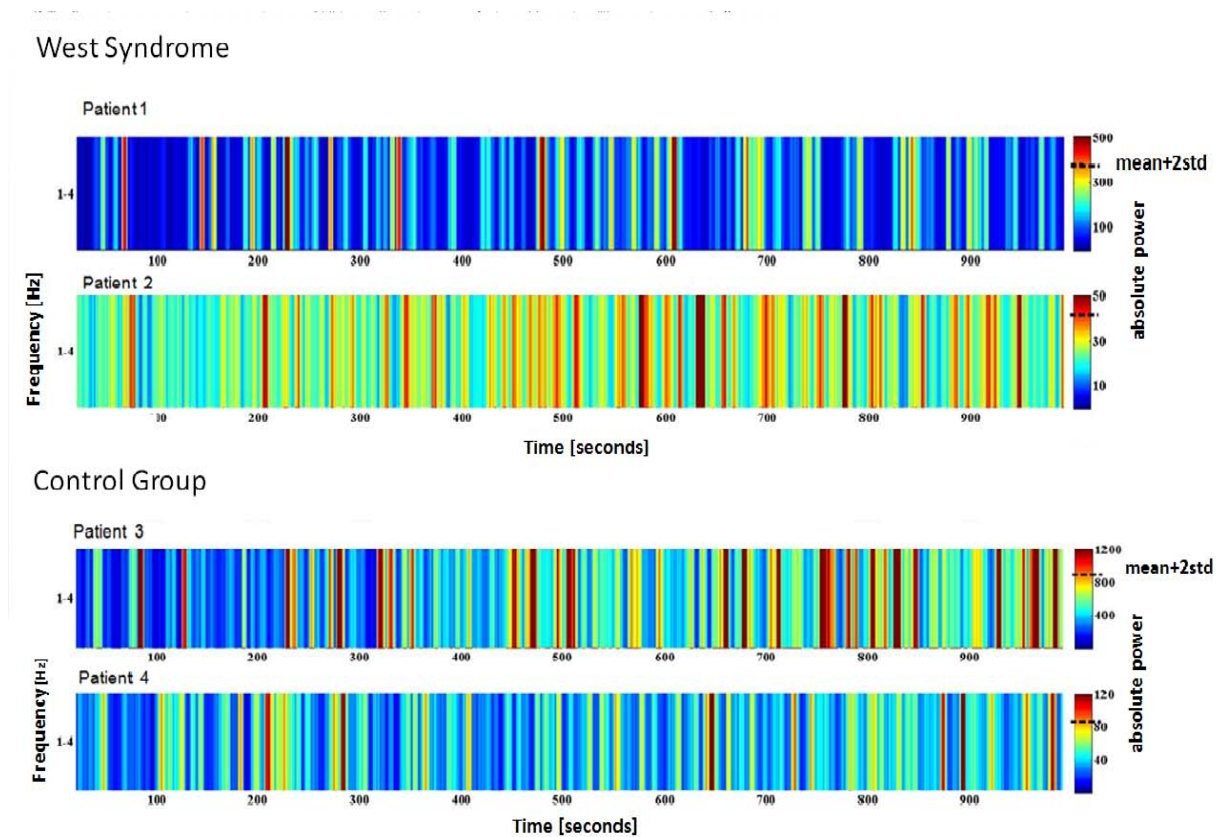 West Syndrome
Patient 1
1-4
500
300
100
mean+2std
100 200 300 400 500 600 700 800 900
Patient 2
1-4
50
30
10
absolute power
Frequency [Hz]
200 300 400 500 600 700 800 900
Time [seconds]
Control Group
Patient 3
1-4
1200
800
400
mean+2std
100 200 300 400 500 600 700 800 900
Patient 4
1-4
120
80
40
absolute power
Frequency [Hz]
100 200 300 400 500 600 700 800 900
Time [seconds]